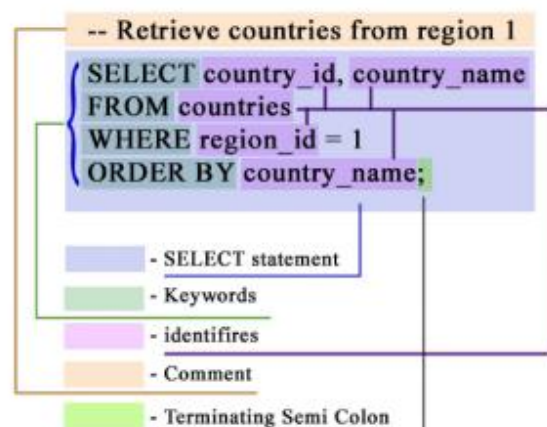 -- Retrieve countries from region 1
SELECT country_id, country_name
FROM countries
WHERE region_id = 1
ORDER BY country_name;
- SELECT statement
- Keywords
- identifires
- Comment
- Terminating Semi Colon